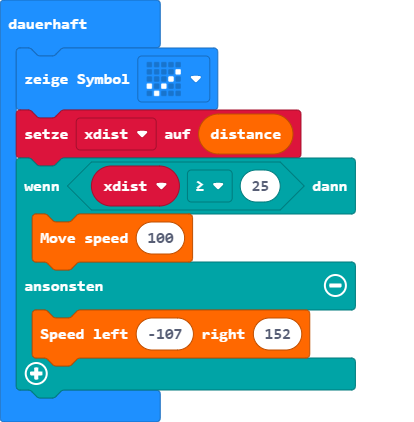 dauerhaft
zeige Symbol
setze xdist auf distance
wenn xdist ≥ 25 dann
Move speed 100
ansonsten
Speed left -107 right 152